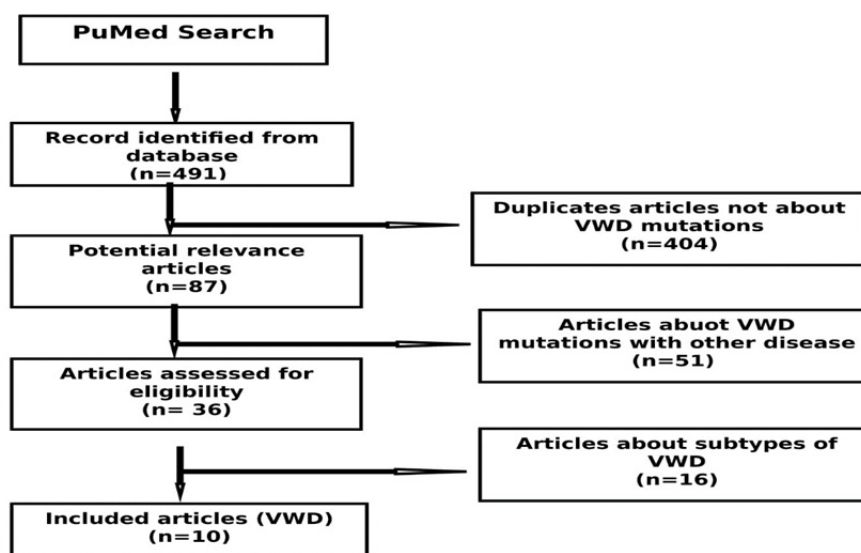 PuMed Search
Record identified from
database
(n=491)
Duplicates articles not about
VWD mutations
(n=404)
Potential relevance
articles
(n=87)
Articles abuot VWD
mutations with other disease
(n=51)
Articles assessed for
eligibility
(n= 36)
Articles about subtypes of
VWD
(n=16)
Included articles (VWD)
(n=10)